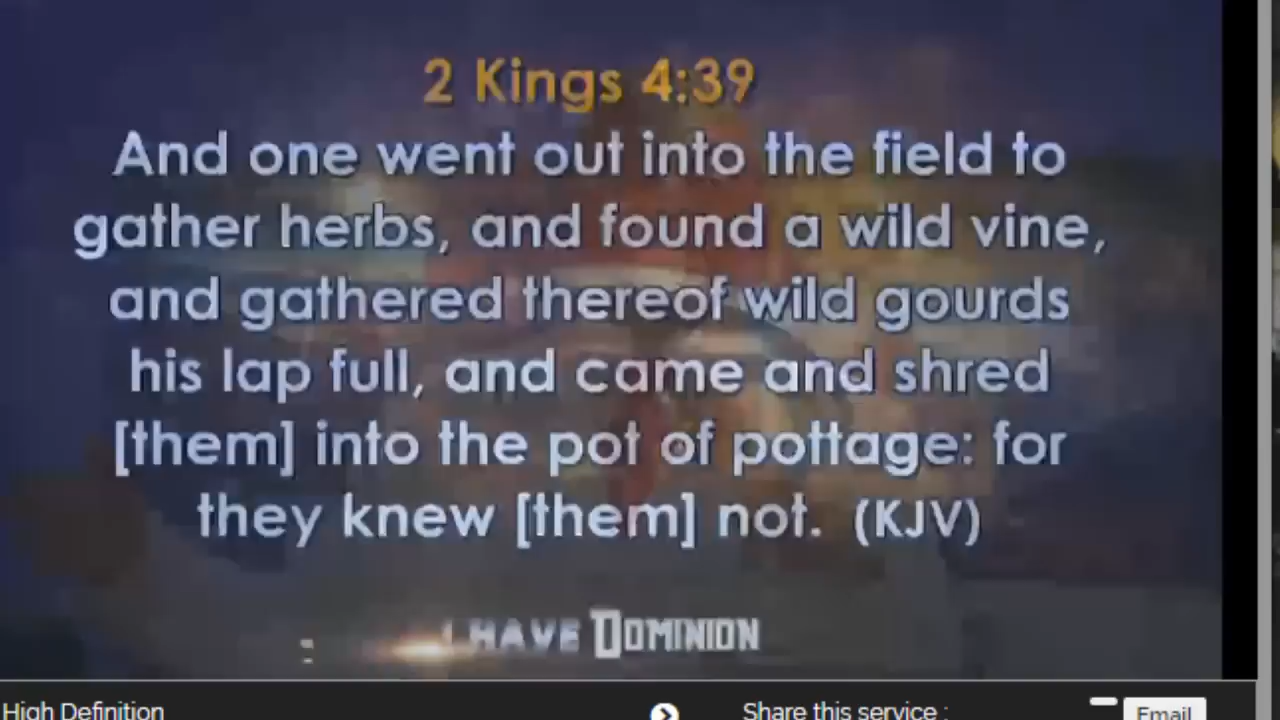 2 Kings 4:39
And one went out into the field to
gather herbs, and found a wild vine,
and gathered thereof wild gourds
his lap full, and came and shred
[them] into the pot of pottage: for
they knew [them] not. (KJV)
I HAVE DOMINION
High Definition
Share this service :
Email